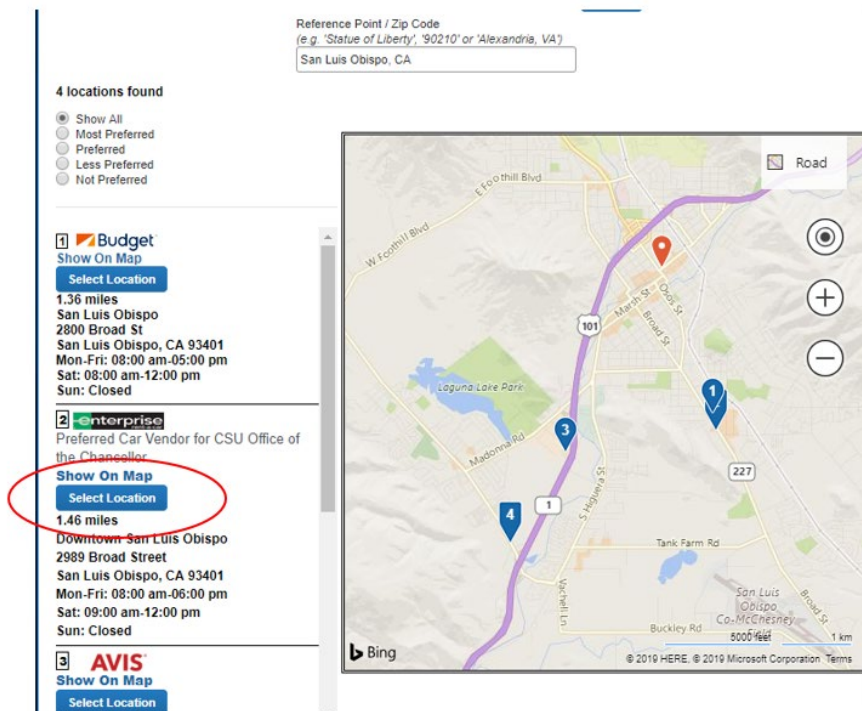 Reference Point / Zip Code
(e.g. 'Statue of Liberty', '90210' or 'Alexandria, VA')
San Luis Obispo, CA
4 locations found
Show All
Most Preferred
Preferred
Less Preferred
Not Preferred
1 Budget
Show On Map
Select Location
1.36 miles
San Luis Obispo
2800 Broad St
San Luis Obispo, CA 93401
Mon-Fri: 08:00 am-05:00 pm
Sat: 08:00 am-12:00 pm
Sun: Closed
2 enterprise
Preferred Car Vendor for CSU Office of
the Chancellor
Show On Map
Select Location
1.46 miles
Downtown San Luis Obispo
2989 Broad Street
San Luis Obispo, CA 93401
Mon-Fri: 08:00 am-06:00 pm
Sat: 09:00 am-12:00 pm
Sun: Closed
3 AVIS
Show On Map
Select Location
Road
E Foothill Blvd
W Foothill Blvd
Osos St
Marsh St
Broad St
101
Laguna Lake Park
1
3
Madonna Rd
227
S Higuera St
1
4
Tank Farm Rd
Vachell Ln
San Luis
Obispo
Co-McChesney
Field
Broad St
Buckley Rd
5000 feet
1 km
Bing
© 2019 HERE, © 2019 Microsoft Corporation Terms